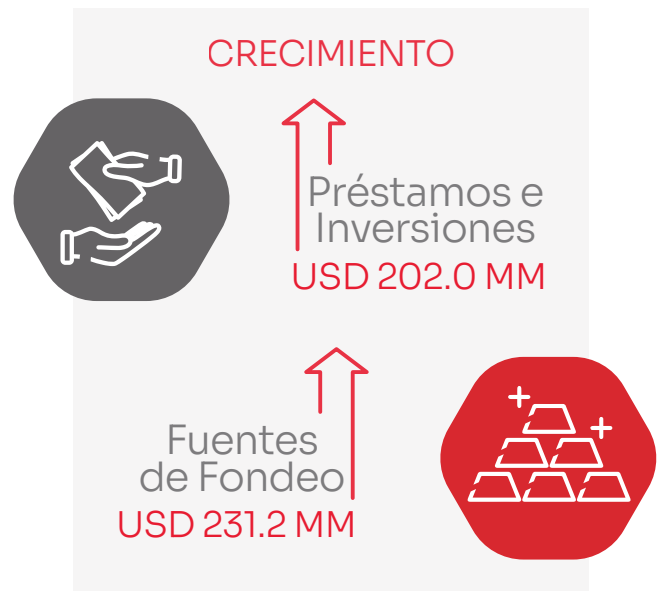 CRECIMIENTO
Préstamos e
Inversiones
USD 202.0 MM
Fuentes
de Fondeo
USD 231.2 MM